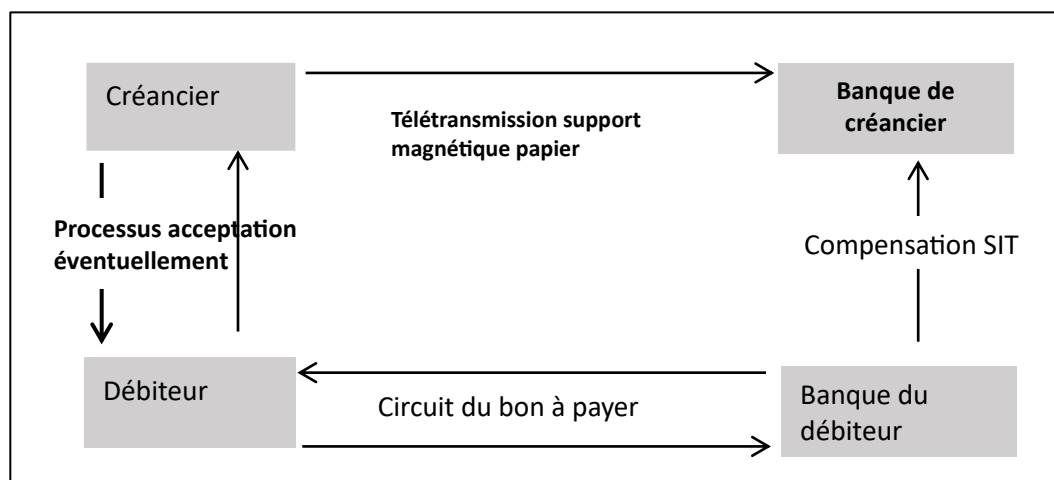 Créancier
Banque de
créancier
Télétransmission support
magnétique papier
Processus acceptation
éventuellement
Compensation SIT
Débiteur
Circuit du bon à payer
Banque du
débiteur